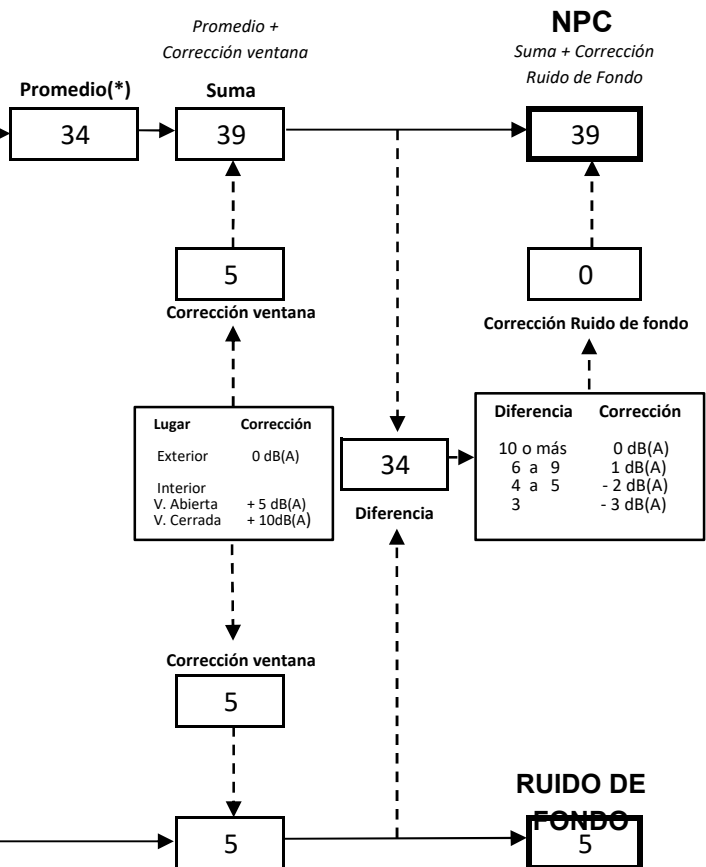 Promedio +
Corrección ventana
NPC
Suma + Corrección
Ruido de Fondo
Promedio(*)
Suma
34
39
39
5
0
Corrección ventana
Corrección Ruido de fondo
Lugar Corrección
Exterior 0 dB(A)
Interior
V. Abierta + 5 dB(A)
V. Cerrada + 10dB(A)
34
Diferencia
Diferencia Corrección
10 o más 0 dB(A)
6 a 9 1 dB(A)
4 a 5 - 2 dB(A)
3 - 3 dB(A)
Corrección ventana
5
RUIDO DE
FONDO
5
5